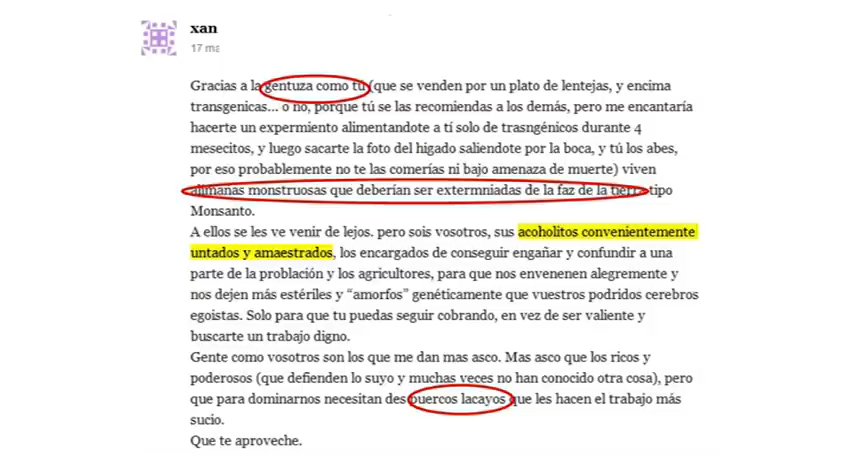 xan
17 ma
Gracias a la gentuza como tú (que se venden por un plato de lentejas, y encima
transgenicas... o no, porque tú se las recomiendas a los demás, pero me encantaría
hacerte un expermiento alimentandote a tí solo de trasngénicos durante 4
mesecitos, y luego sacarte la foto del higado saliendote por la boca, y tú los abes,
por eso probablemente no te las comerías ni bajo amenaza de muerte) viven
alimañas monstruosas que deberían ser extermniadas de la faz de la tierra tipo
Monsanto.
A ellos se les ve venir de lejos. pero sois vosotros, sus acoholitos convenientemente
untados y amaestrados, los encargados de conseguir engañar y confundir a una
parte de la problación y los agricultores, para que nos envenenen alegremente y
nos dejen más estériles y “amorfos” genéticamente que vuestros podridos cerebros
egoistas. Solo para que tu puedas seguir cobrando, en vez de ser valiente y
buscarte un trabajo digno.
Gente como vosotros son los que me dan mas asco. Mas asco que los ricos y
poderosos (que defienden lo suyo y muchas veces no han conocido otra cosa), pero
que para dominarnos necesitan des puercos lacayos que les hacen el trabajo más
sucio.
Que te aproveche.